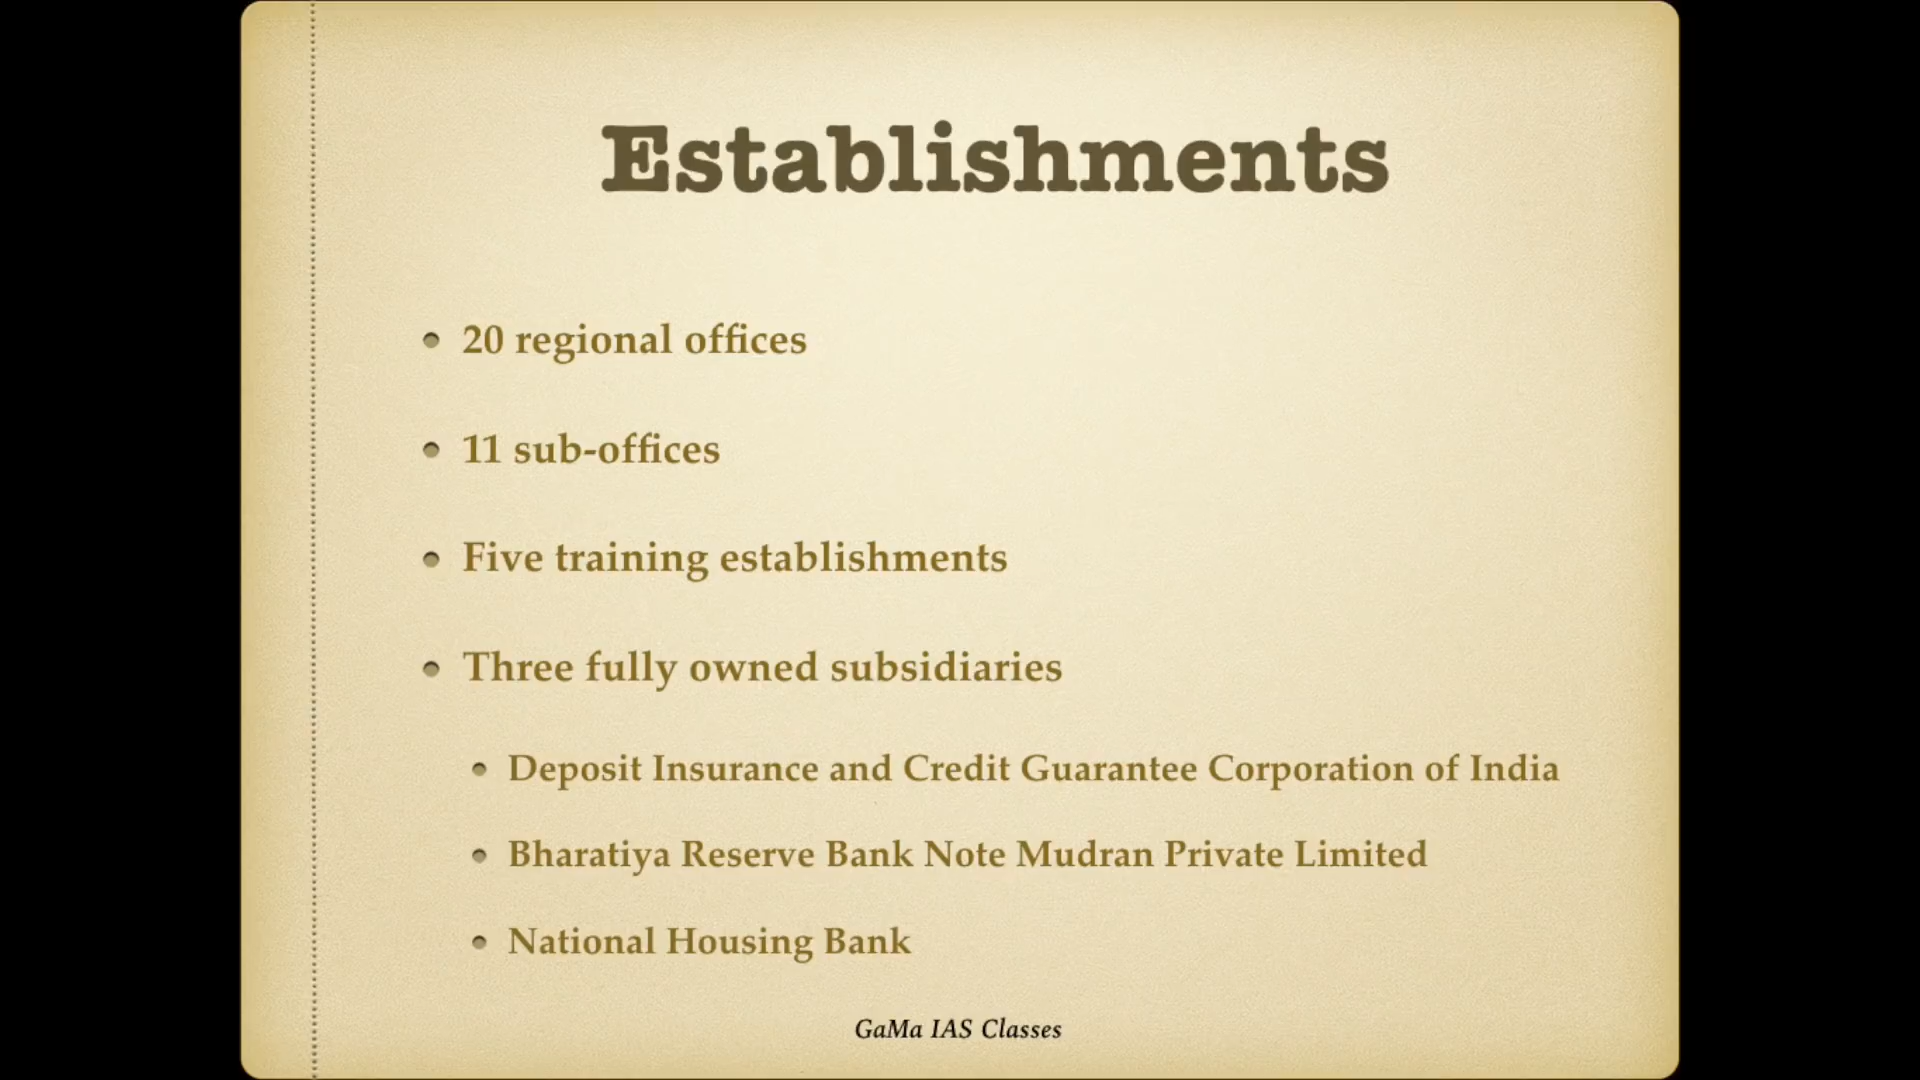 Establishments
• 20 regional offices
• 11 sub-offices
• Five training establishments
• Three fully owned subsidiaries
• Deposit Insurance and Credit Guarantee Corporation of India
• Bharatiya Reserve Bank Note Mudran Private Limited
• National Housing Bank
GaMa IAS Classes